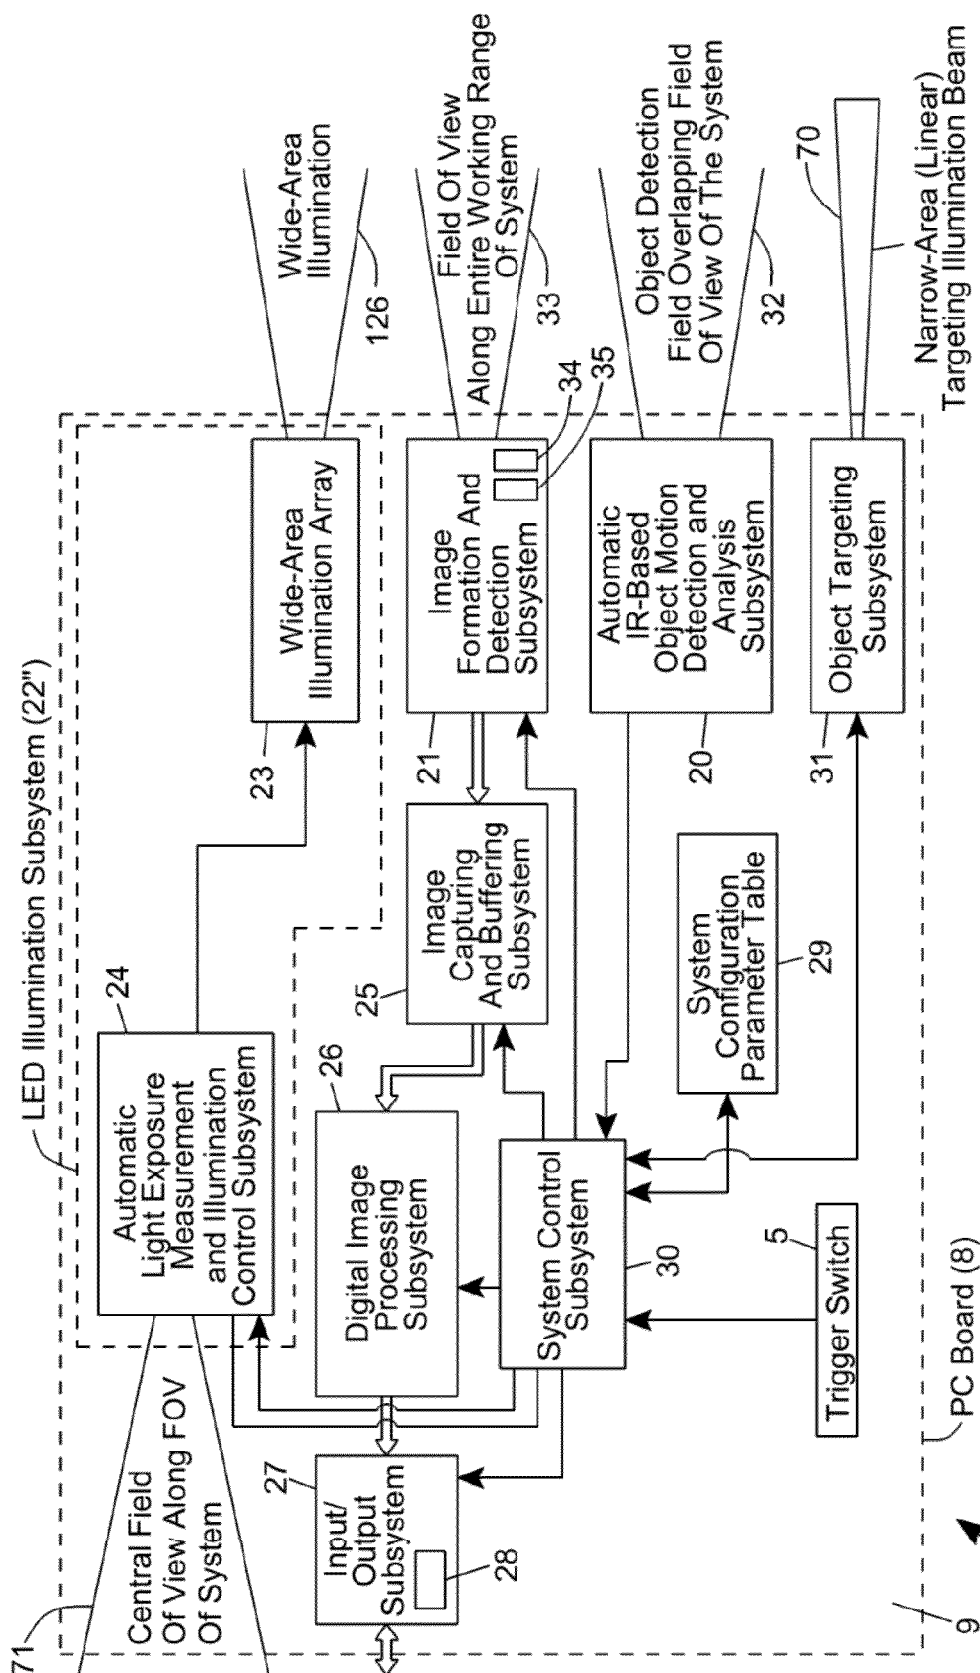 LED Illumination Subsystem (22")
71
Central Field
Of View Along FOV
Of System
24
Automatic
Light Exposure
Measurement
and Illumination
Control Subsystem
23
Wide-Area
Illumination Array
Wide-Area
Illumination
126
27
Input/
Output
Subsystem
28
26
Digital Image
Processing
Subsystem
25
Image
Capturing
And Buffering
Subsystem
21
Image
Formation And
Detection
Subsystem
34
35
Field Of View
Along Entire Working Range
Of System
33
System Control
Subsystem
30
20
Automatic
IR-Based
Object Motion
Detection and
Analysis
Subsystem
Object Detection
Field Overlapping Field
Of View Of The System
32
System
Configuration
Parameter Table
29
5
Trigger Switch
31
Object Targeting
Subsystem
70
Narrow-Area (Linear)
Targeting Illumination Beam
PC Board (8)
9